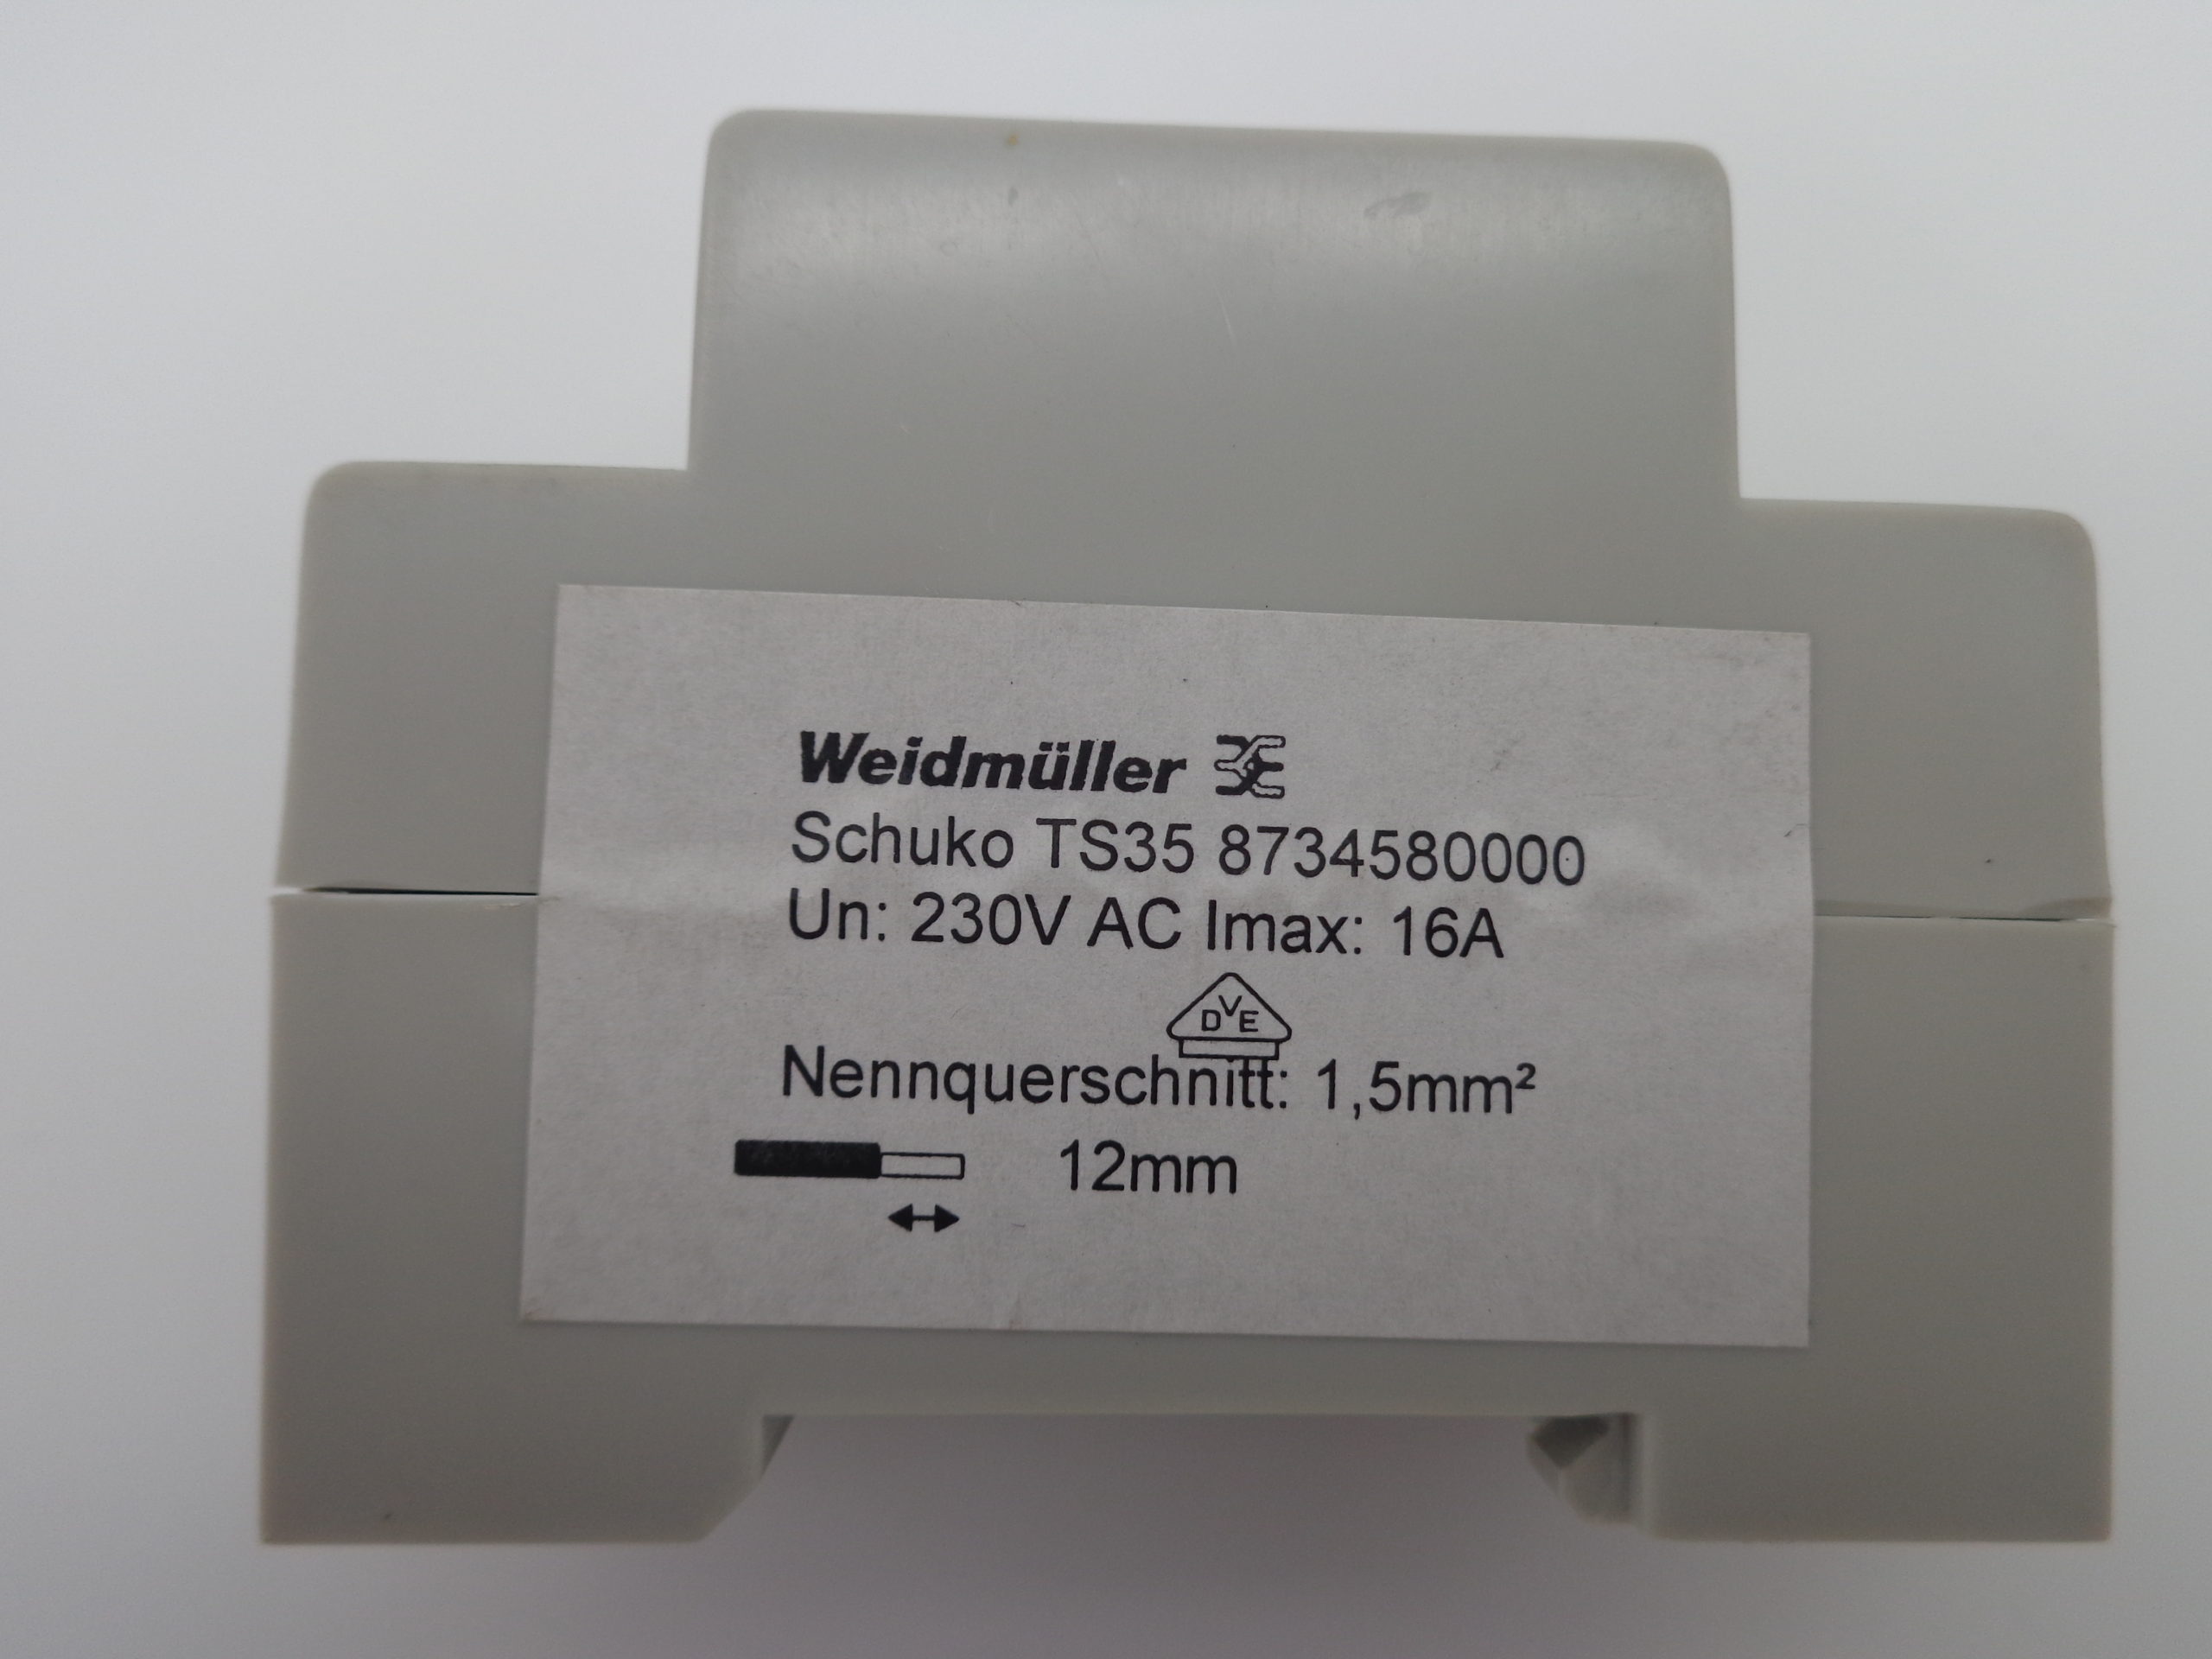 Weidmüller
Schuko TS35 8734580000
Un: 230V AC Imax: 16A
DVE
Nennquerschnitt: 1,5mm²
12mm